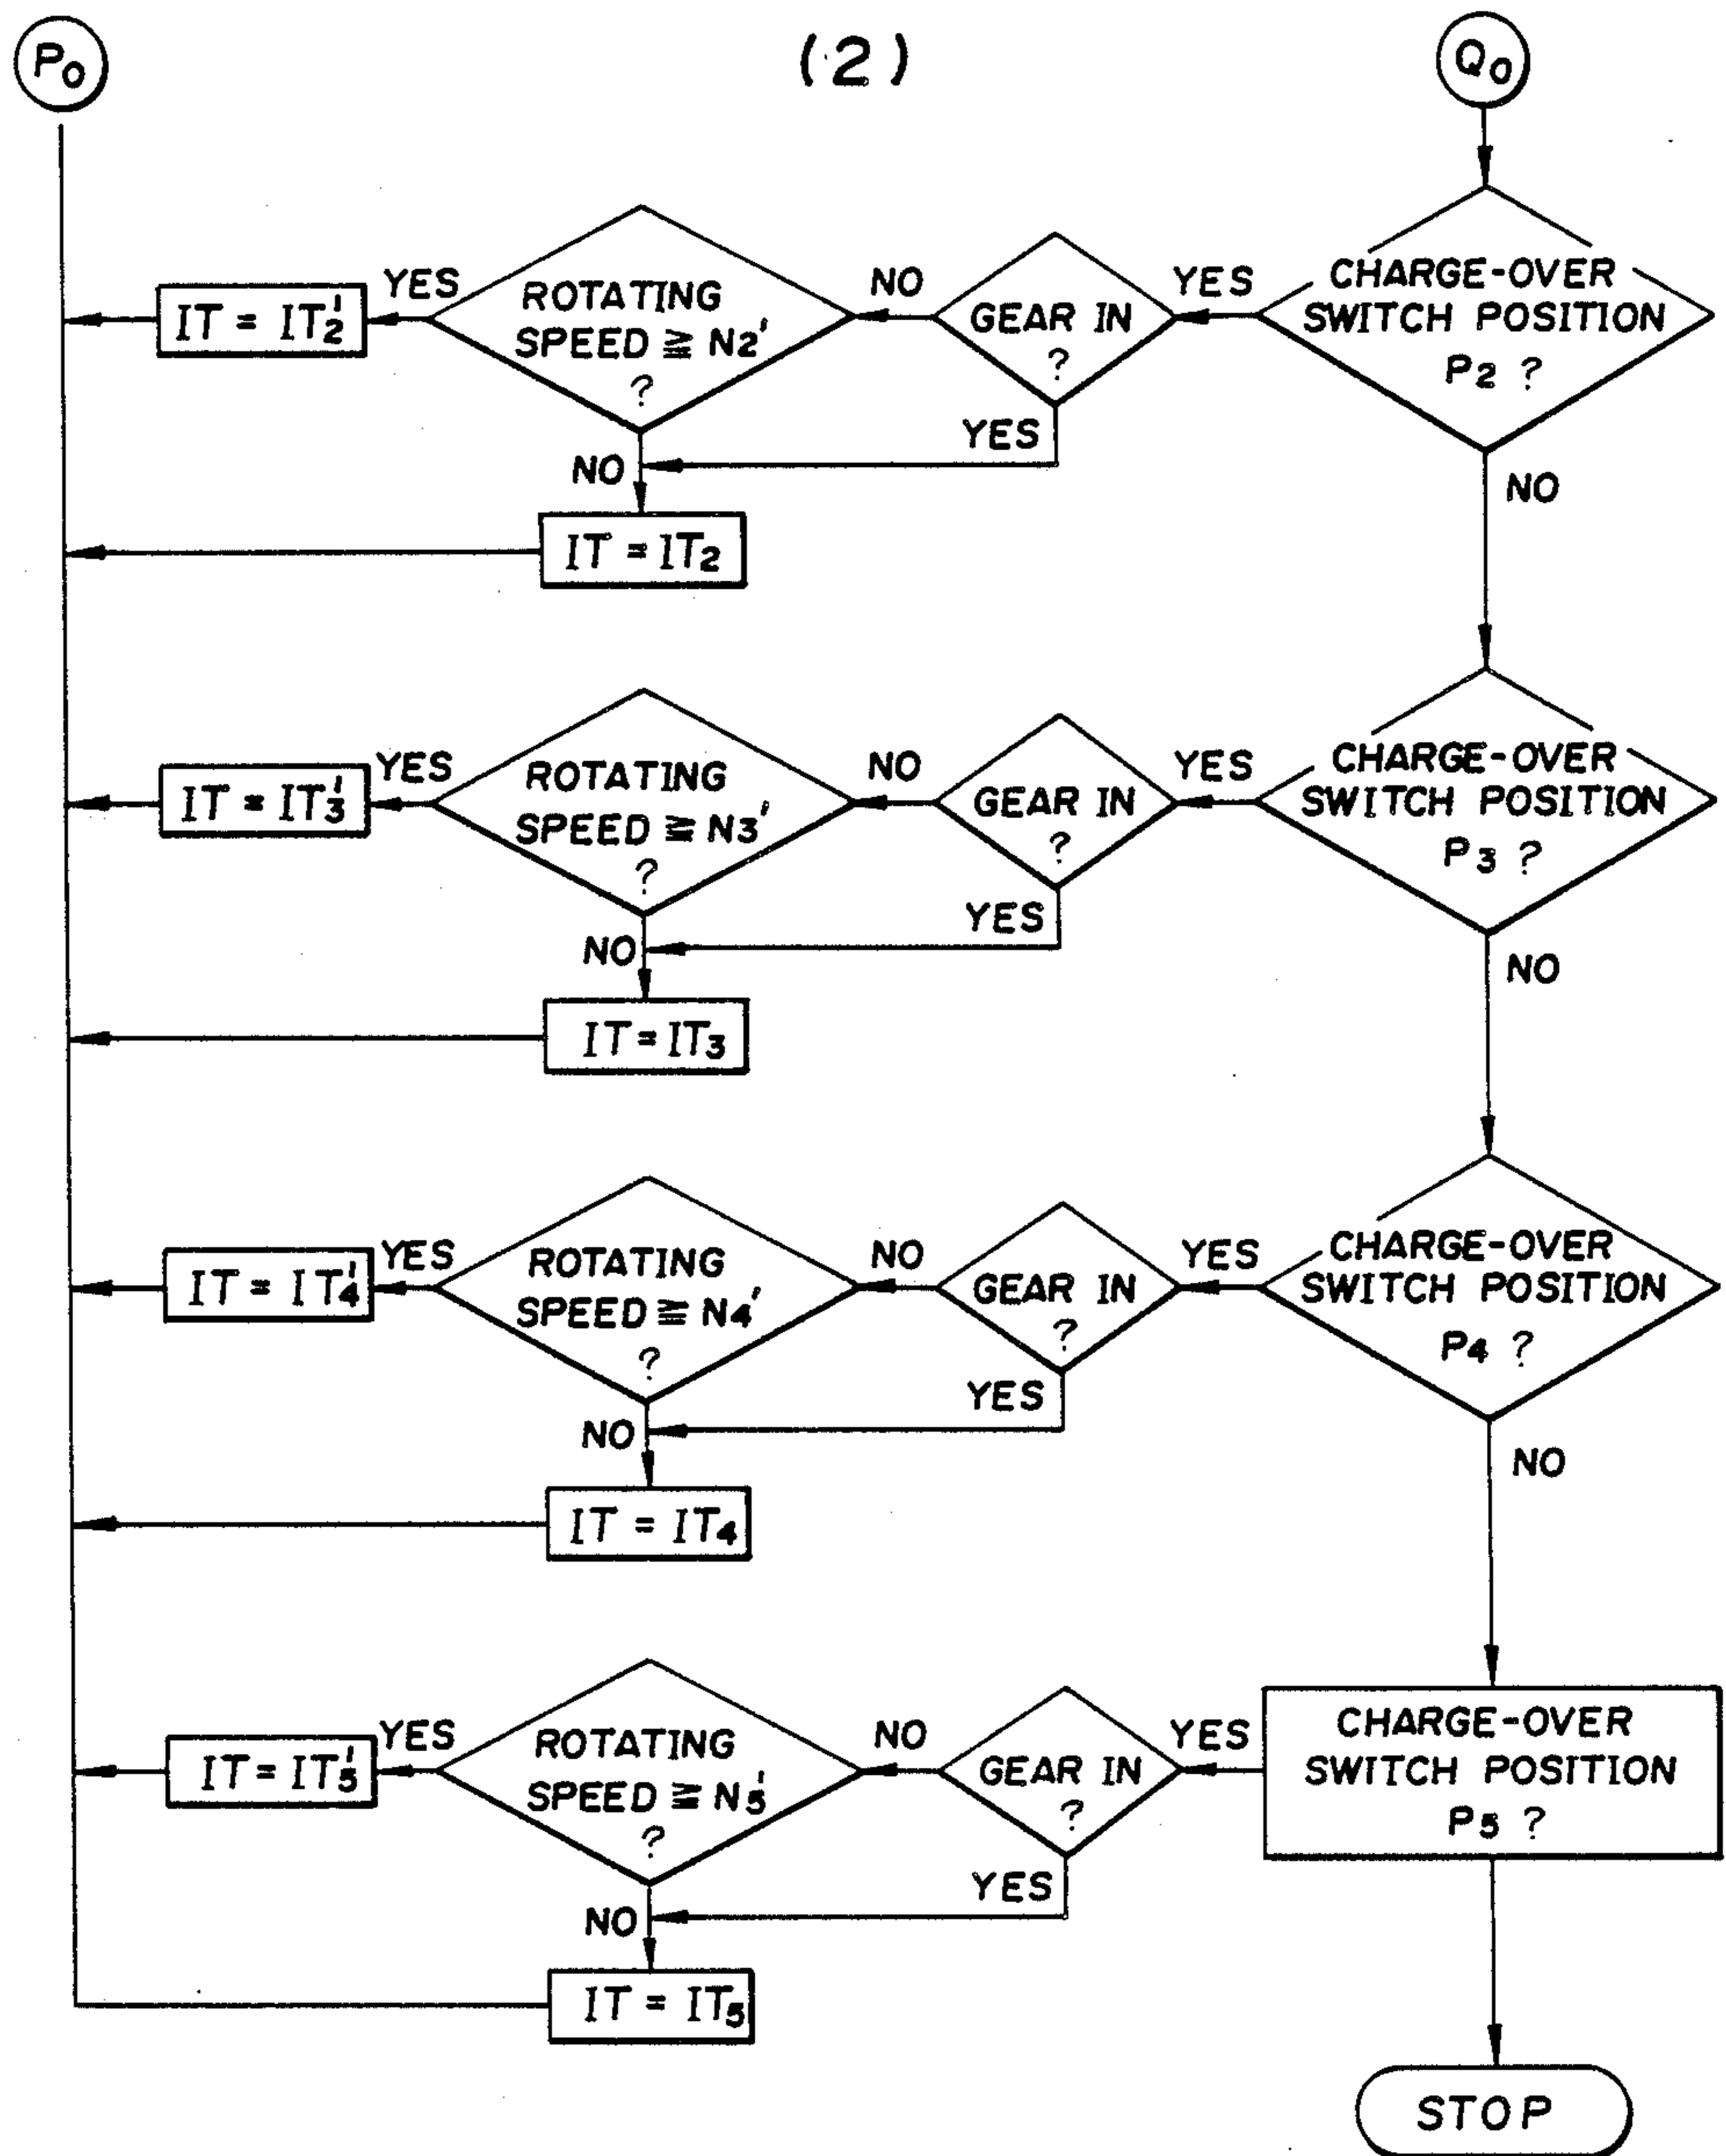 P0
(2)
Q0
CHARGE-OVER
SWITCH POSITION
P2 ?
YES
GEAR IN
?
NO
ROTATING
SPEED ≧ N2'
?
YES
IT = IT2'
YES
NO
IT = IT2
NO
CHARGE-OVER
SWITCH POSITION
P3 ?
YES
GEAR IN
?
NO
ROTATING
SPEED ≧ N3'
?
YES
IT = IT3'
YES
NO
IT = IT3
NO
CHARGE-OVER
SWITCH POSITION
P4 ?
YES
GEAR IN
?
NO
ROTATING
SPEED ≧ N4'
?
YES
IT = IT4'
YES
NO
IT = IT4
NO
CHARGE-OVER
SWITCH POSITION
P5 ?
YES
GEAR IN
?
NO
ROTATING
SPEED ≧ N5'
?
YES
IT = IT5'
YES
NO
IT = IT5
STOP